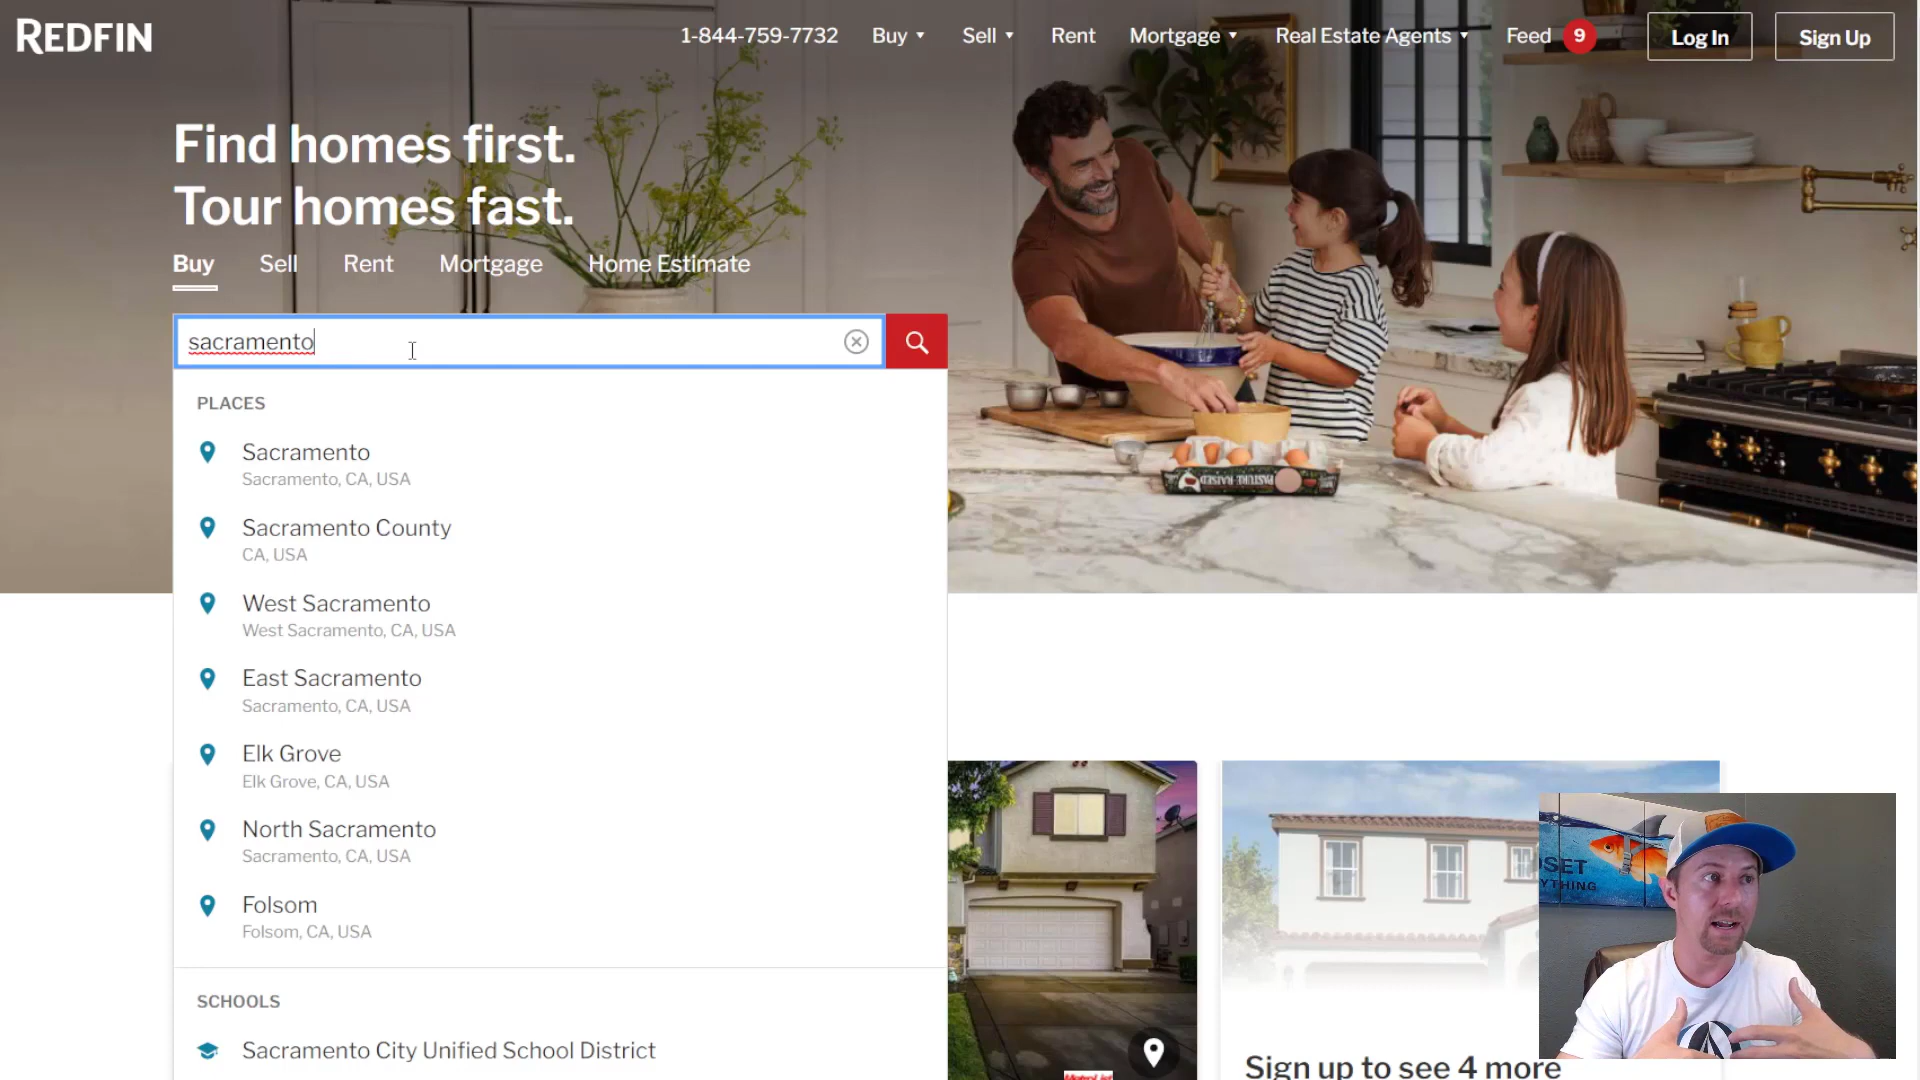 REDFIN
1-844-759-7732 Buy Sell Rent Mortgage Real Estate Agents Feed 9 Log In Sign Up
Find homes first.
Tour homes fast.
Buy Sell Rent Mortgage Home Estimate
sacramento
PLACES
Sacramento
Sacramento, CA, USA
Sacramento County
CA, USA
West Sacramento
West Sacramento, CA, USA
East Sacramento
Sacramento, CA, USA
Elk Grove
Elk Grove, CA, USA
North Sacramento
Sacramento, CA, USA
Folsom
Folsom, CA, USA
SCHOOLS
Sacramento City Unified School District
Sign up to see 4 more
PASTURE-RAISED